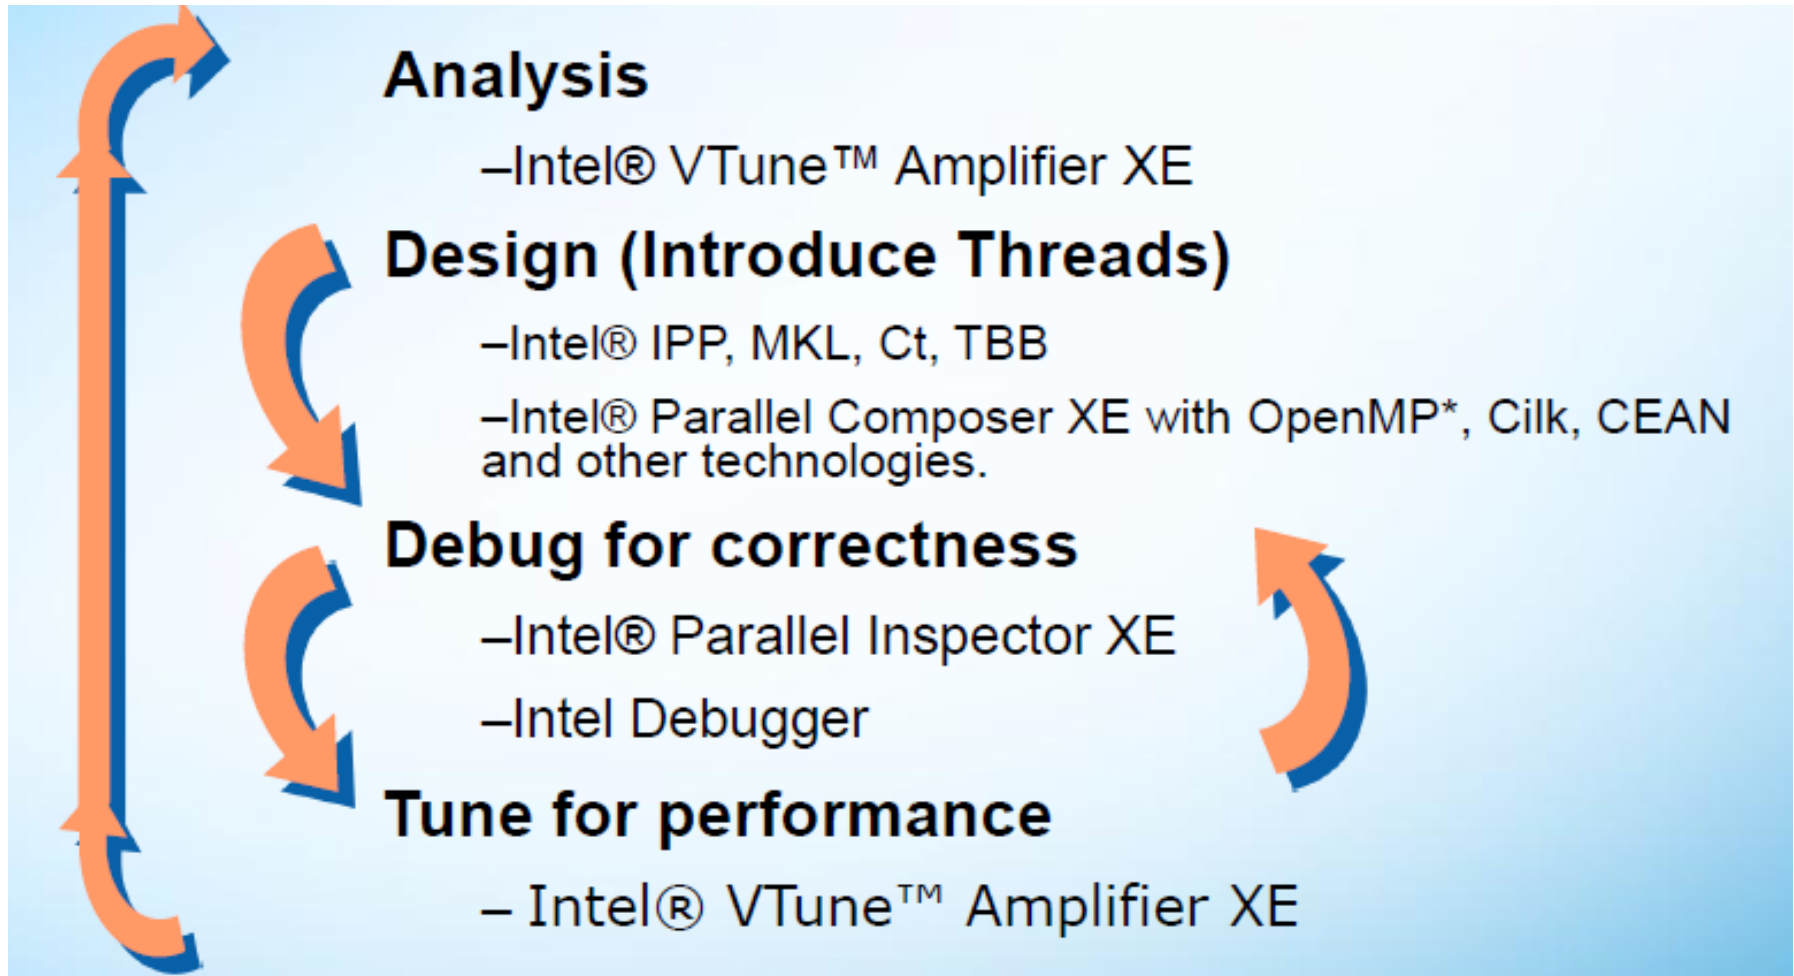 Analysis
–Intel® VTune™ Amplifier XE
Design (Introduce Threads)
–Intel® IPP, MKL, Ct, TBB
–Intel® Parallel Composer XE with OpenMP*, Cilk, CEAN
and other technologies.
Debug for correctness
–Intel® Parallel Inspector XE
–Intel Debugger
Tune for performance
– Intel® VTune™ Amplifier XE